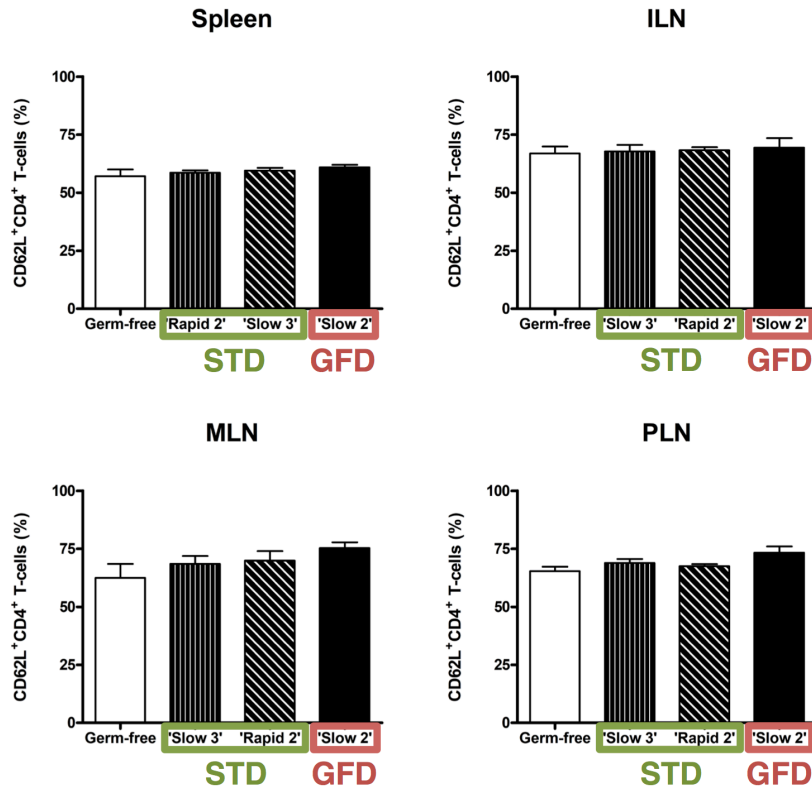 Spleen
CD62L⁺CD4⁺ T-cells (%)
100
75
50
25
0
Germ-free 'Rapid 2' 'Slow 3' 'Slow 2'
STD GFD
ILN
CD62L⁺CD4⁺ T-cells (%)
100
75
50
25
0
Germ-free 'Slow 3' 'Rapid 2' 'Slow 2'
STD GFD
MLN
CD62L⁺CD4⁺ T-cells (%)
100
75
50
25
0
Germ-free 'Slow 3' 'Rapid 2' 'Slow 2'
STD GFD
PLN
CD62L⁺CD4⁺ T-cells (%)
100
75
50
25
0
Germ-free 'Slow 3' 'Rapid 2' 'Slow 2'
STD GFD